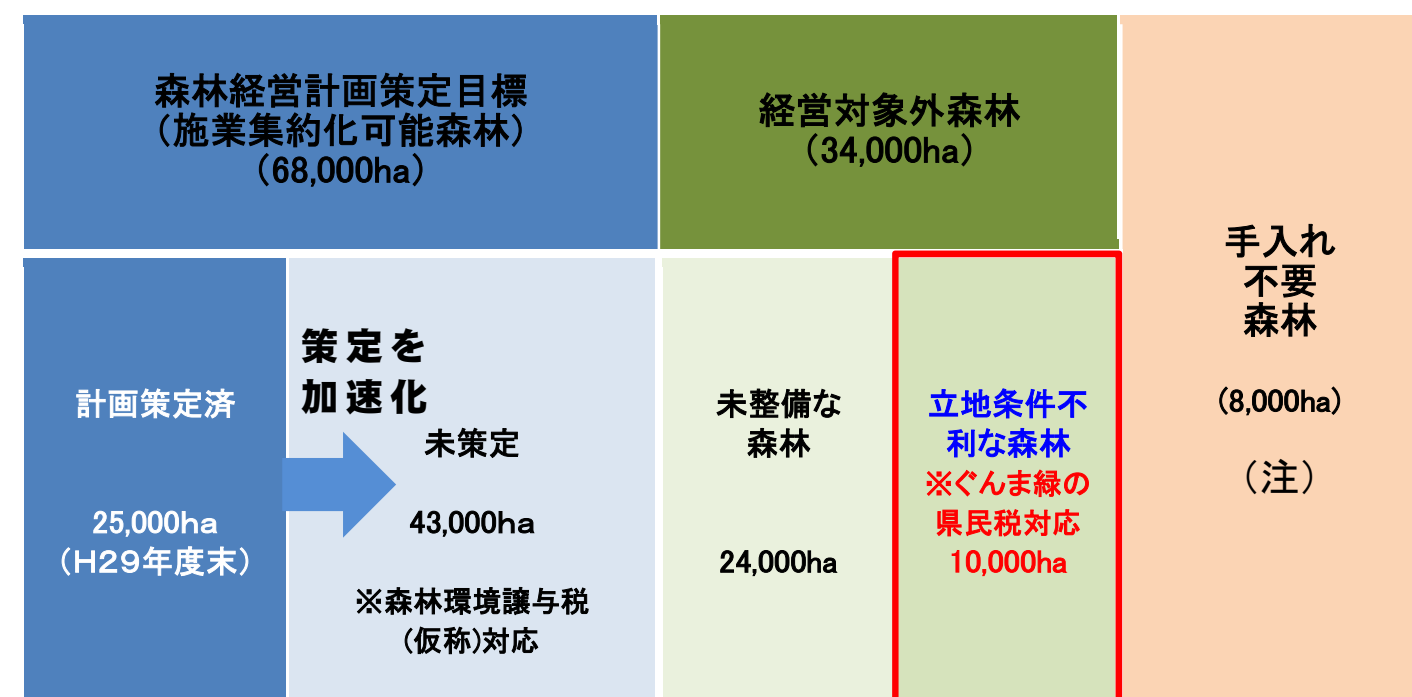 森林経営計画策定目標
（施業集約化可能森林）
（68,000ha）
経営対象外森林
（34,000ha）
手入れ
不要
森林
(8,000ha)
（注）
計画策定済
25,000ha
（H29年度末）
策定を
加速化
未策定
43,000ha
※森林環境譲与税
(仮称)対応
未整備な
森林
24,000ha
立地条件不
利な森林
※ぐんま緑の
県民税対応
10,000ha